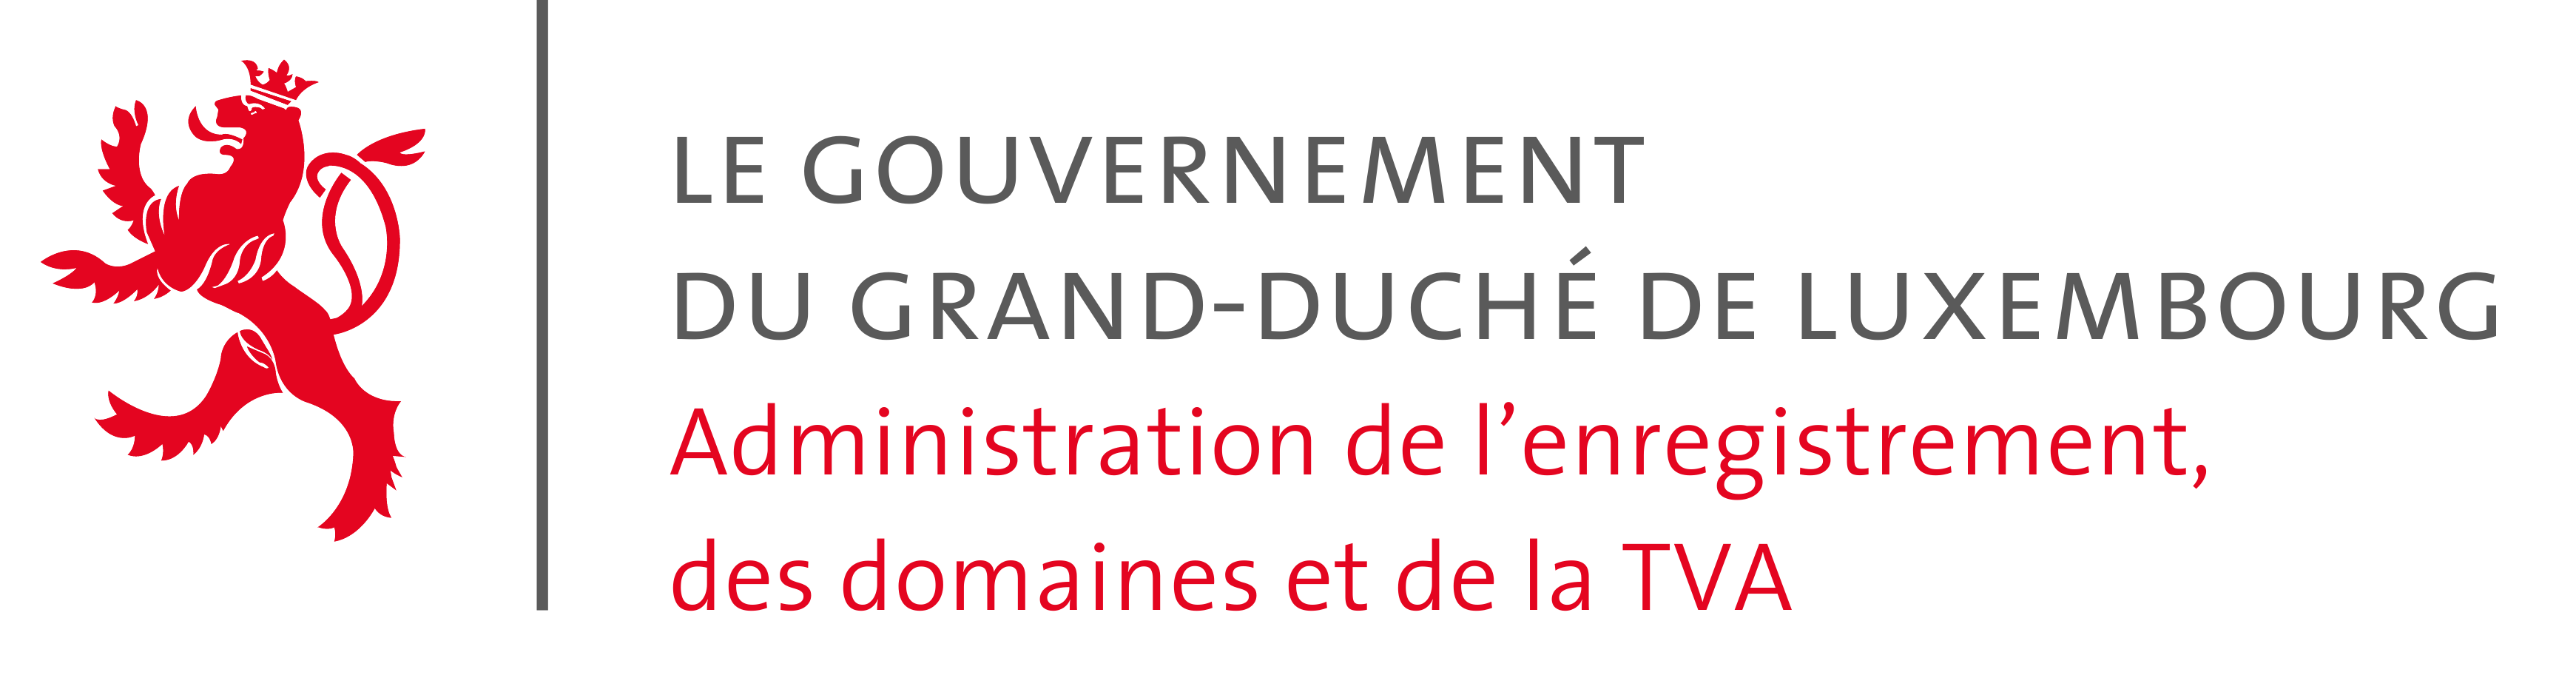 LE GOUVERNEMENT
DU GRAND-DUCHÉ DE LUXEMBOURG
Administration de l’enregistrement,
des domaines et de la TVA